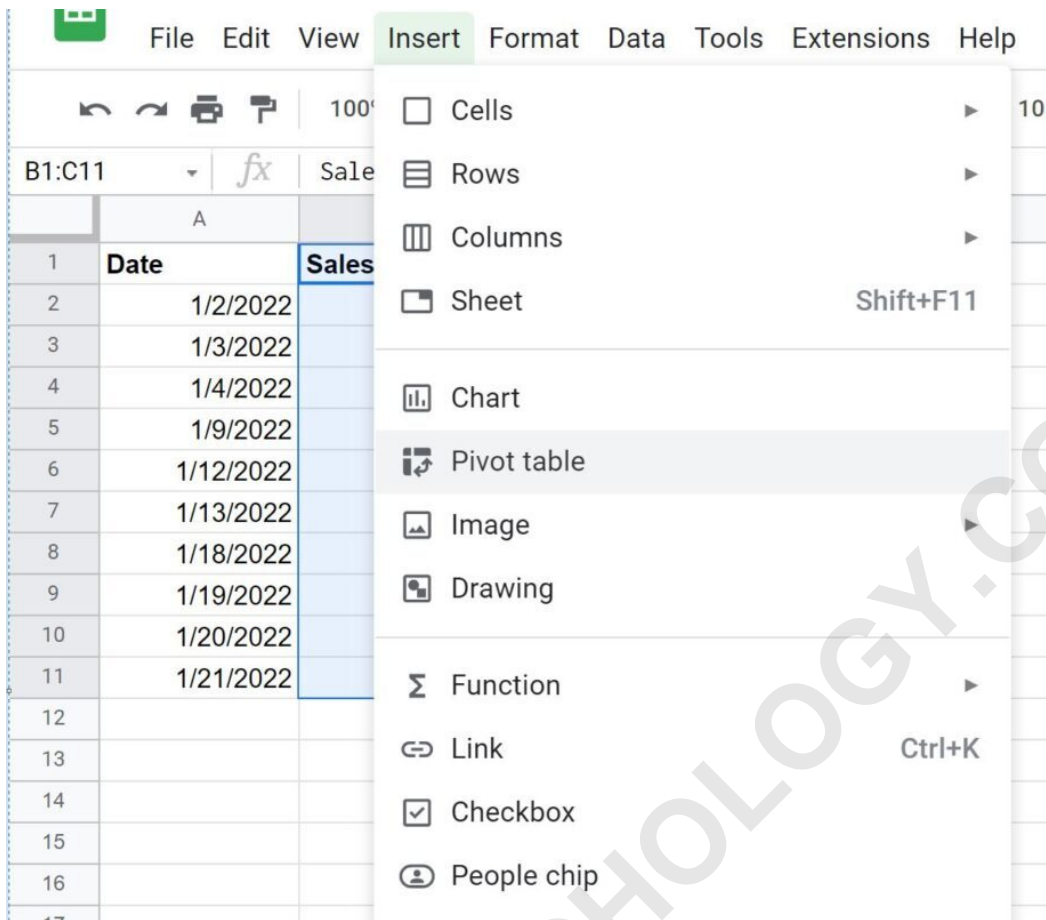 File Edit View Insert Format Data Tools Extensions Help
100% 10
B1:C11 fx Sale
A
1 Date Sales
2 1/2/2022
3 1/3/2022
4 1/4/2022
5 1/9/2022
6 1/12/2022
7 1/13/2022
8 1/18/2022
9 1/19/2022
10 1/20/2022
11 1/21/2022
12
13
14
15
16
17
Cells
Rows
Columns
Sheet Shift+F11
Chart
Pivot table
Image
Drawing
Σ Function
Link Ctrl+K
Checkbox
People chip
HOLOGY.CO